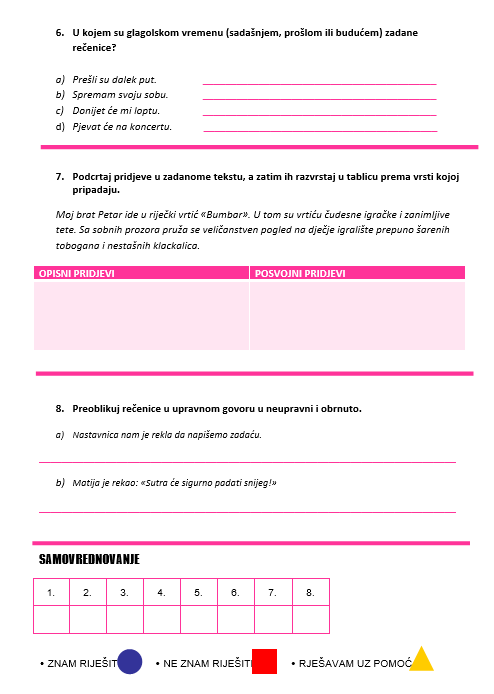 6. U kojem su glagolskom vremenu (sadašnjem, prošlom ili budućem) zadane
rečenice?
a) Prešli su dalek put.
b) Spremam svoju sobu.
c) Donijet će mi loptu.
d) Pjevat će na koncertu.
7. Podcrtaj pridjeve u zadanome tekstu, a zatim ih razvrstaj u tablicu prema vrsti kojoj
pripadaju.
Moj brat Petar ide u riječki vrtić «Bumbar». U tom su vrtiću čudesne igračke i zanimljive
tete. Sa sobnih prozora pruža se veličanstven pogled na dječje igralište prepuno šarenih
tobogana i nestašnih klackalica.
OPISNI PRIDJEVI POSVOJNI PRIDJEVI
8. Preoblikuj rečenice u upravnom govoru u neupravni i obrnuto.
a) Nastavnica nam je rekla da napišemo zadaću.
b) Matija je rekao: «Sutra će sigurno padati snijeg!»
SAMOVREDNOVANJE
1. 2. 3. 4. 5. 6. 7. 8.
• ZNAM RIJEŠIT • NE ZNAM RIJEŠIT • RJEŠAVAM UZ POMOĆ